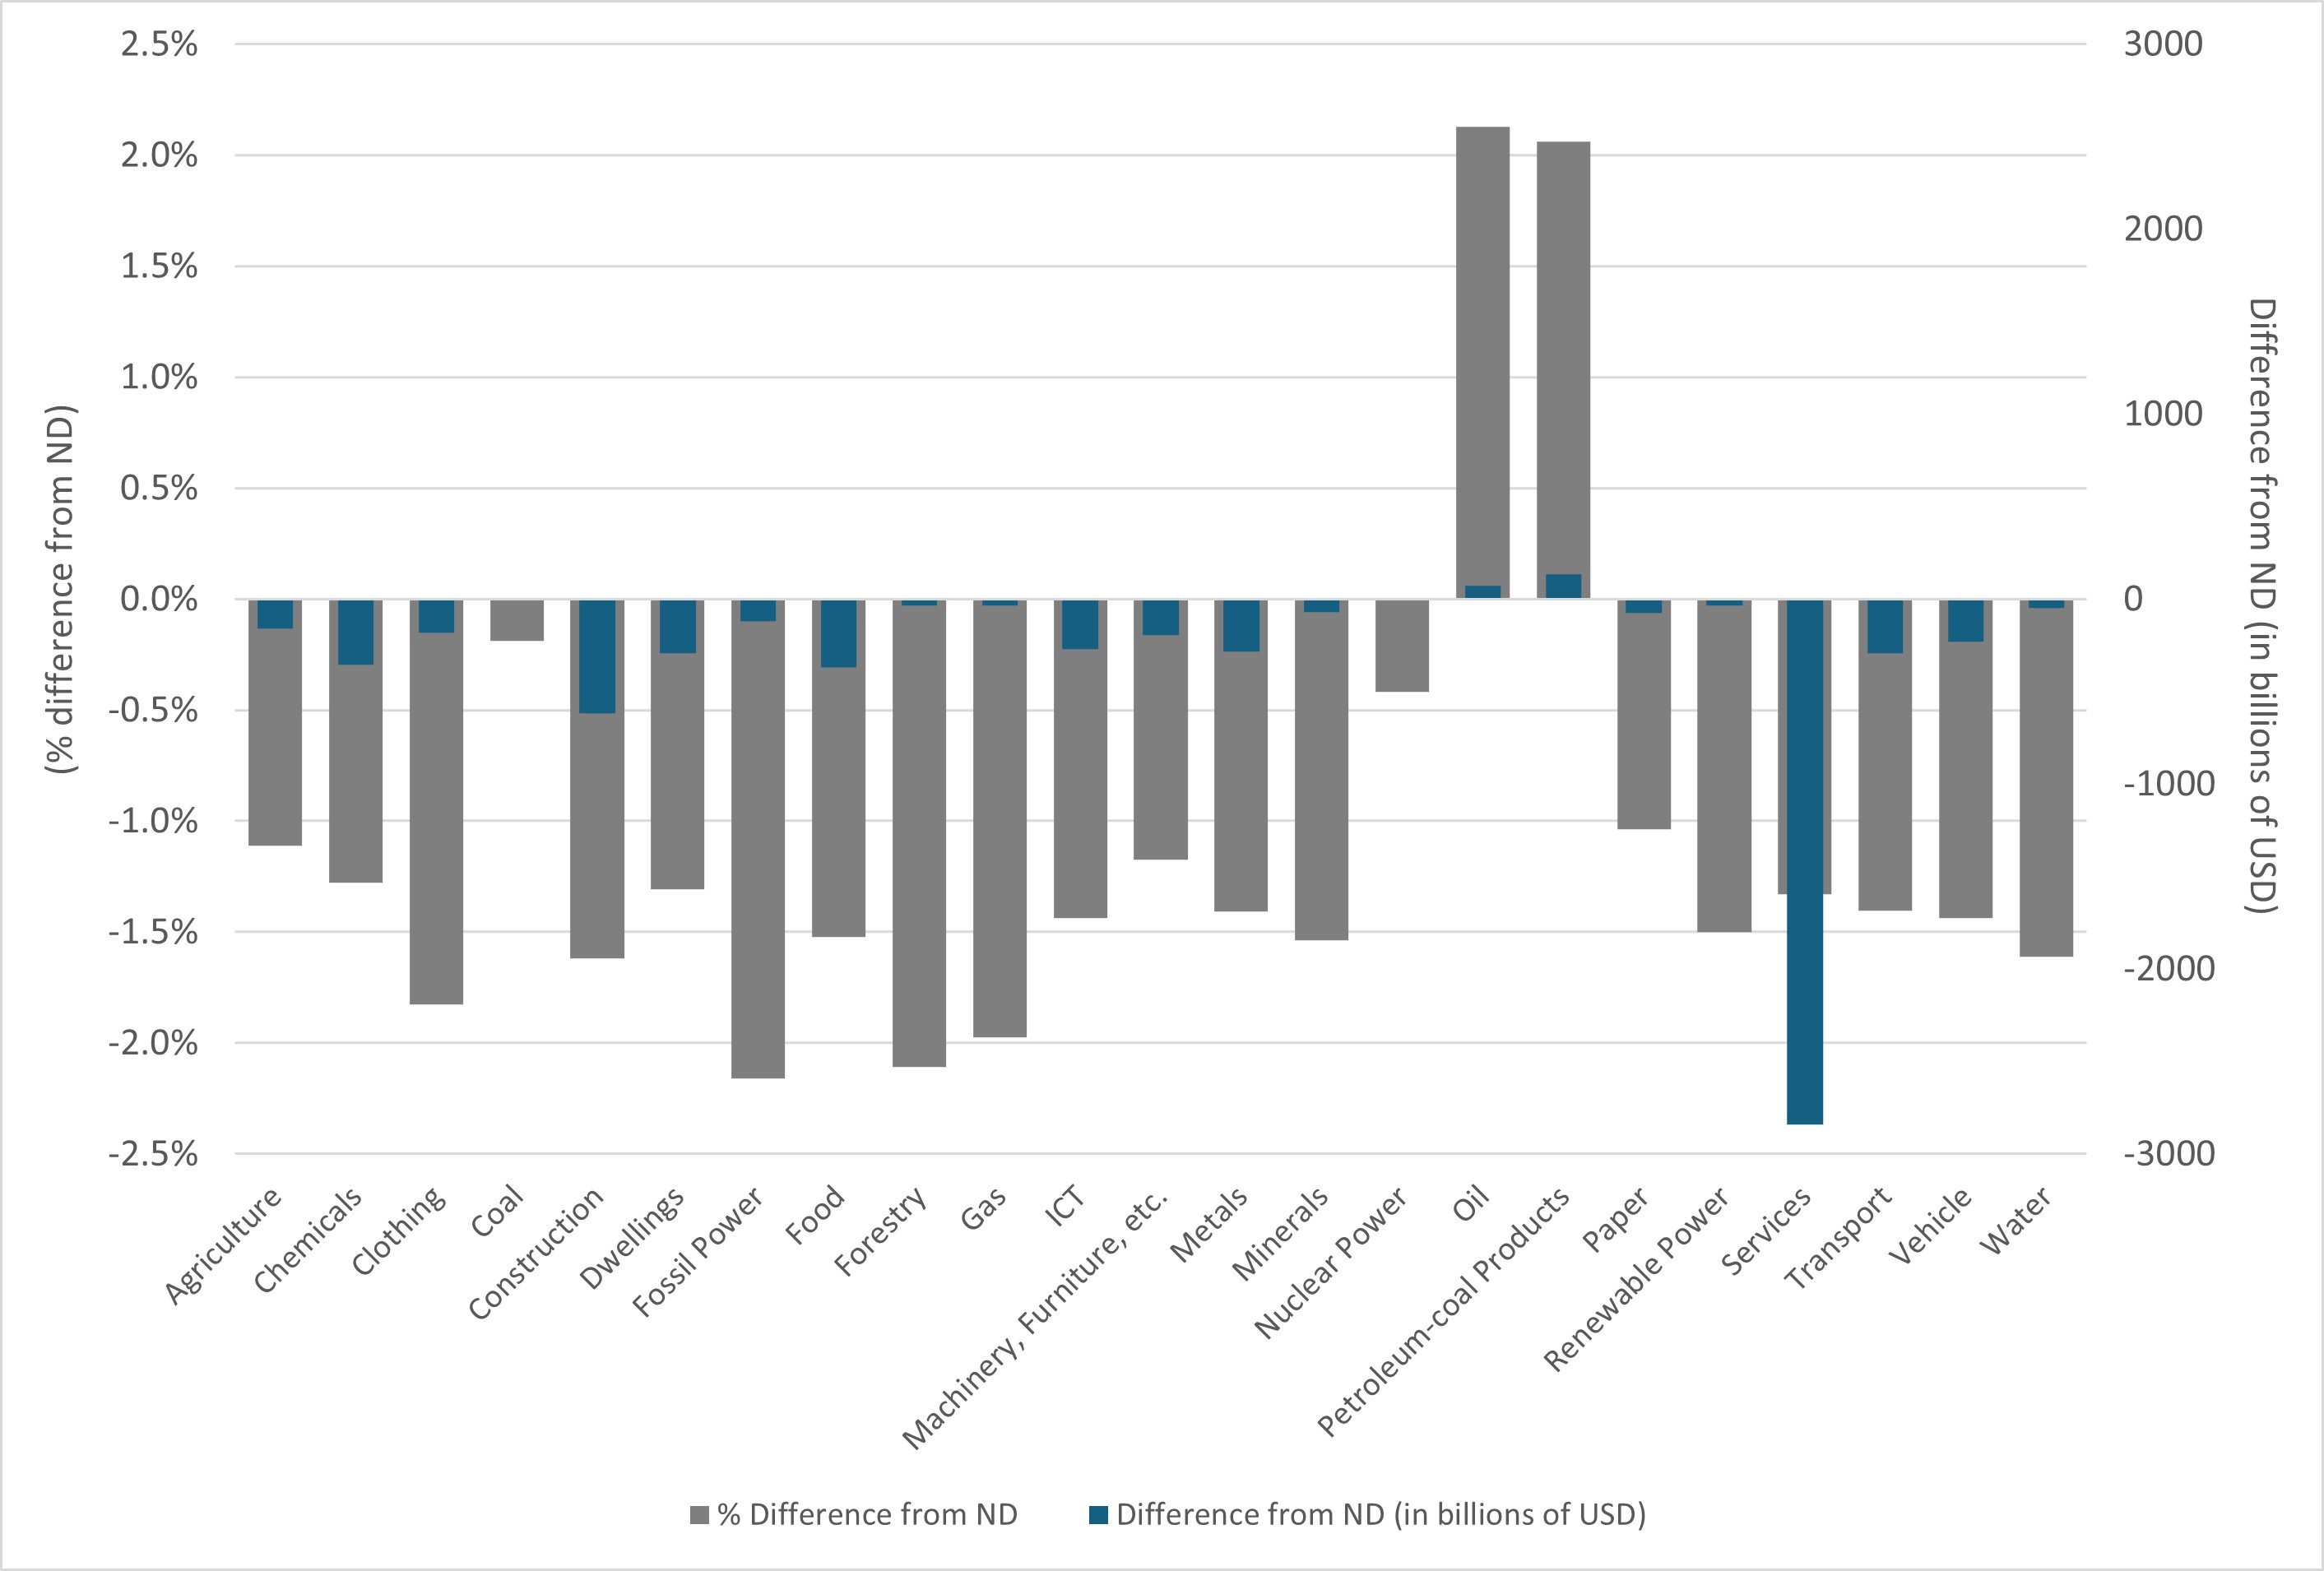 2.5%
2.0%
1.5%
1.0%
0.5%
0.0%
-0.5%
-1.0%
-1.5%
-2.0%
-2.5%
(% difference from ND)
3000
2000
1000
0
-1000
-2000
-3000
Difference from ND (in billions of USD)
Agriculture
Chemicals
Clothing
Coal
Construction
Dwellings
Fossil Power
Food
Forestry
Gas
ICT
Machinery, Furniture, etc.
Metals
Minerals
Nuclear Power
Oil
Petroleum-coal Products
Paper
Renewable Power
Services
Transport
Vehicle
Water
% Difference from ND
Difference from ND (in billions of USD)